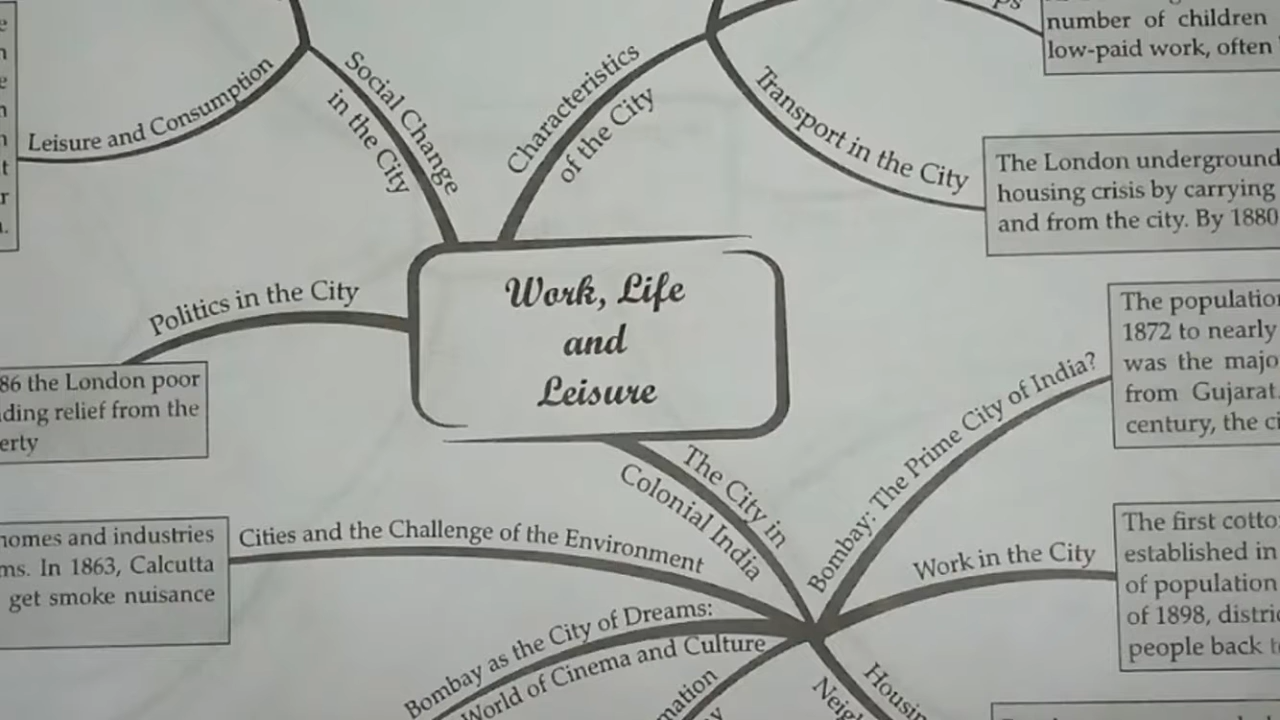 number of children
low-paid work, often
Leisure and Consumption
Social Change
in the City
Characteristics
of the City
Transport in the City
The London underground
housing crisis by carrying
and from the city. By 1880
Politics in the City
86 the London poor
relief from the
Work, Life
and
Leisure
The City in
Colonial India
Bombay: The Prime City of India?
The
1872 to nearly
was the
from Gujarat.
century, the
Cities and the Challenge of the Environment
and industries
In 1863, Calcutta
get smoke nuisance
Work in the City
The first
established in
of population
of 1898,
people back
Bombay as the City of Dreams:
World of Cinema and Culture